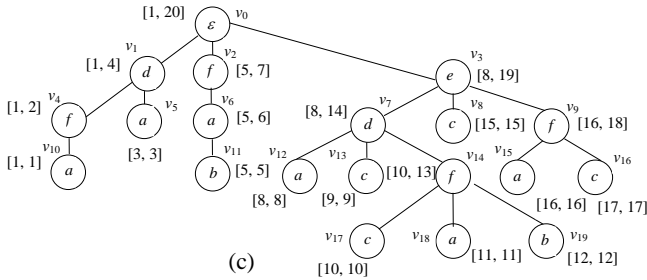 [1, 20] ε v0
v1 v2 v3
[1, 4] d f [5, 7] e [8, 19]
v4 v7 v8 v9
[1, 2] v5 v6 [8, 14]
f a a [5, 6] d c [15, 15] f [16, 18]
v10 [3, 3] v11 v12 v13 v14 v15 v16
[1, 1] a b [5, 5] a c [10, 13] f a c
[8, 8] [9, 9] [16, 16] [17, 17]
v17 c v18 a b v19
(c) [10, 10] [11, 11] [12, 12]